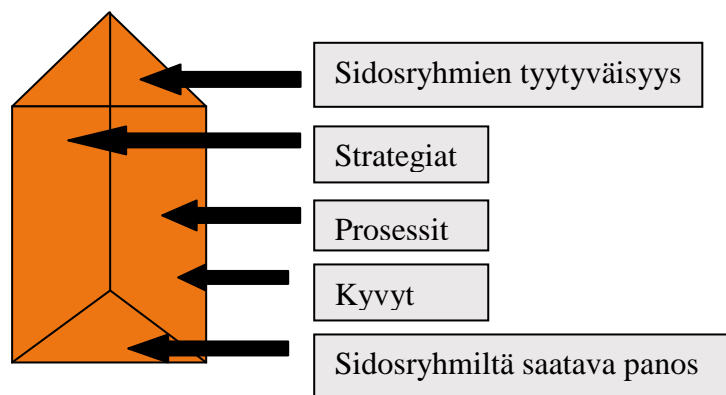 Sidosryhmien tyytyväisyys
Strategiat
Prosessit
Kyvyt
Sidosryhmiltä saatava panos